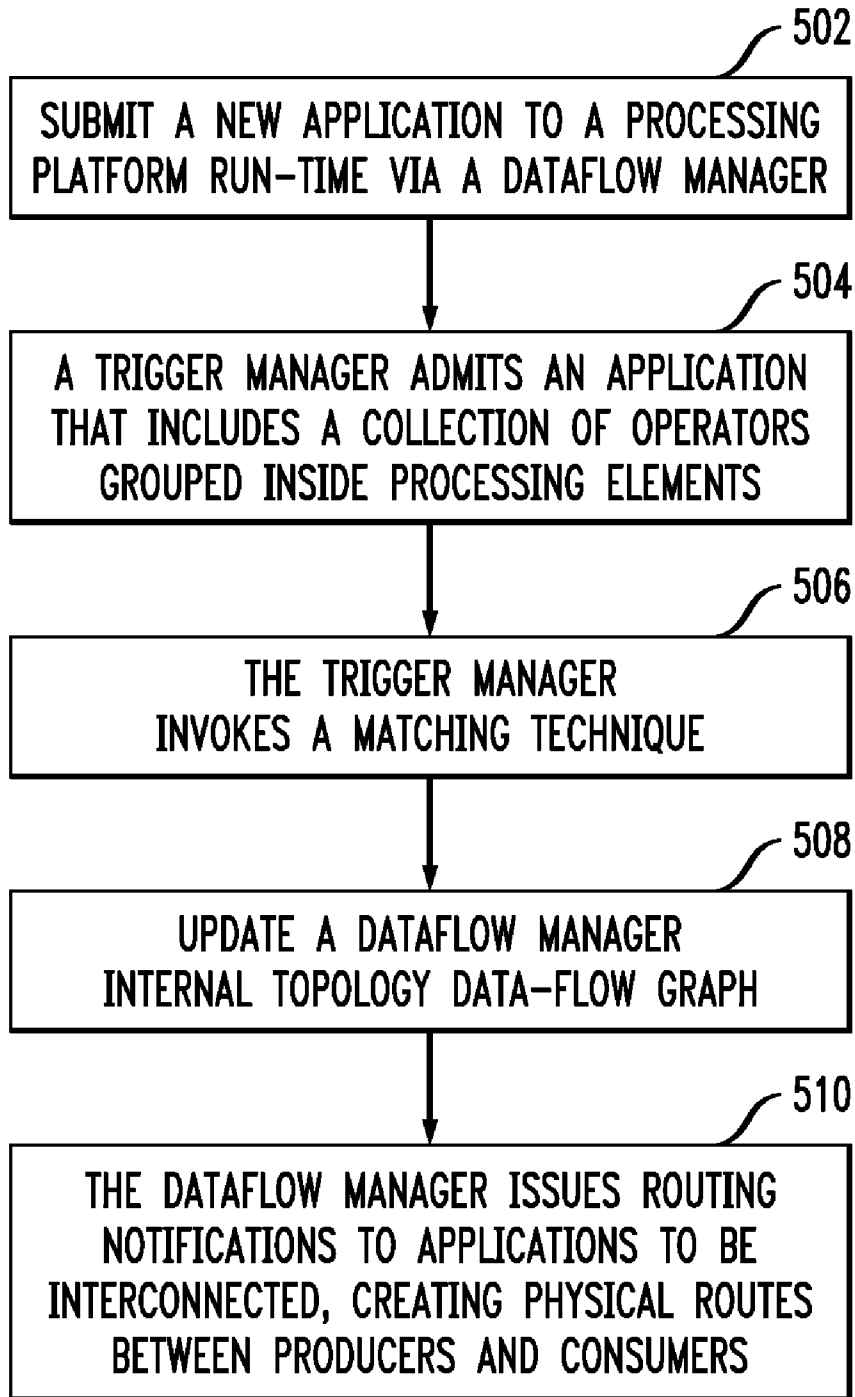 502
SUBMIT A NEW APPLICATION TO A PROCESSING
PLATFORM RUN-TIME VIA A DATAFLOW MANAGER
504
A TRIGGER MANAGER ADMITS AN APPLICATION
THAT INCLUDES A COLLECTION OF OPERATORS
GROUPED INSIDE PROCESSING ELEMENTS
506
THE TRIGGER MANAGER
INVOKES A MATCHING TECHNIQUE
508
UPDATE A DATAFLOW MANAGER
INTERNAL TOPOLOGY DATA-FLOW GRAPH
510
THE DATAFLOW MANAGER ISSUES ROUTING
NOTIFICATIONS TO APPLICATIONS TO BE
INTERCONNECTED, CREATING PHYSICAL ROUTES
BETWEEN PRODUCERS AND CONSUMERS